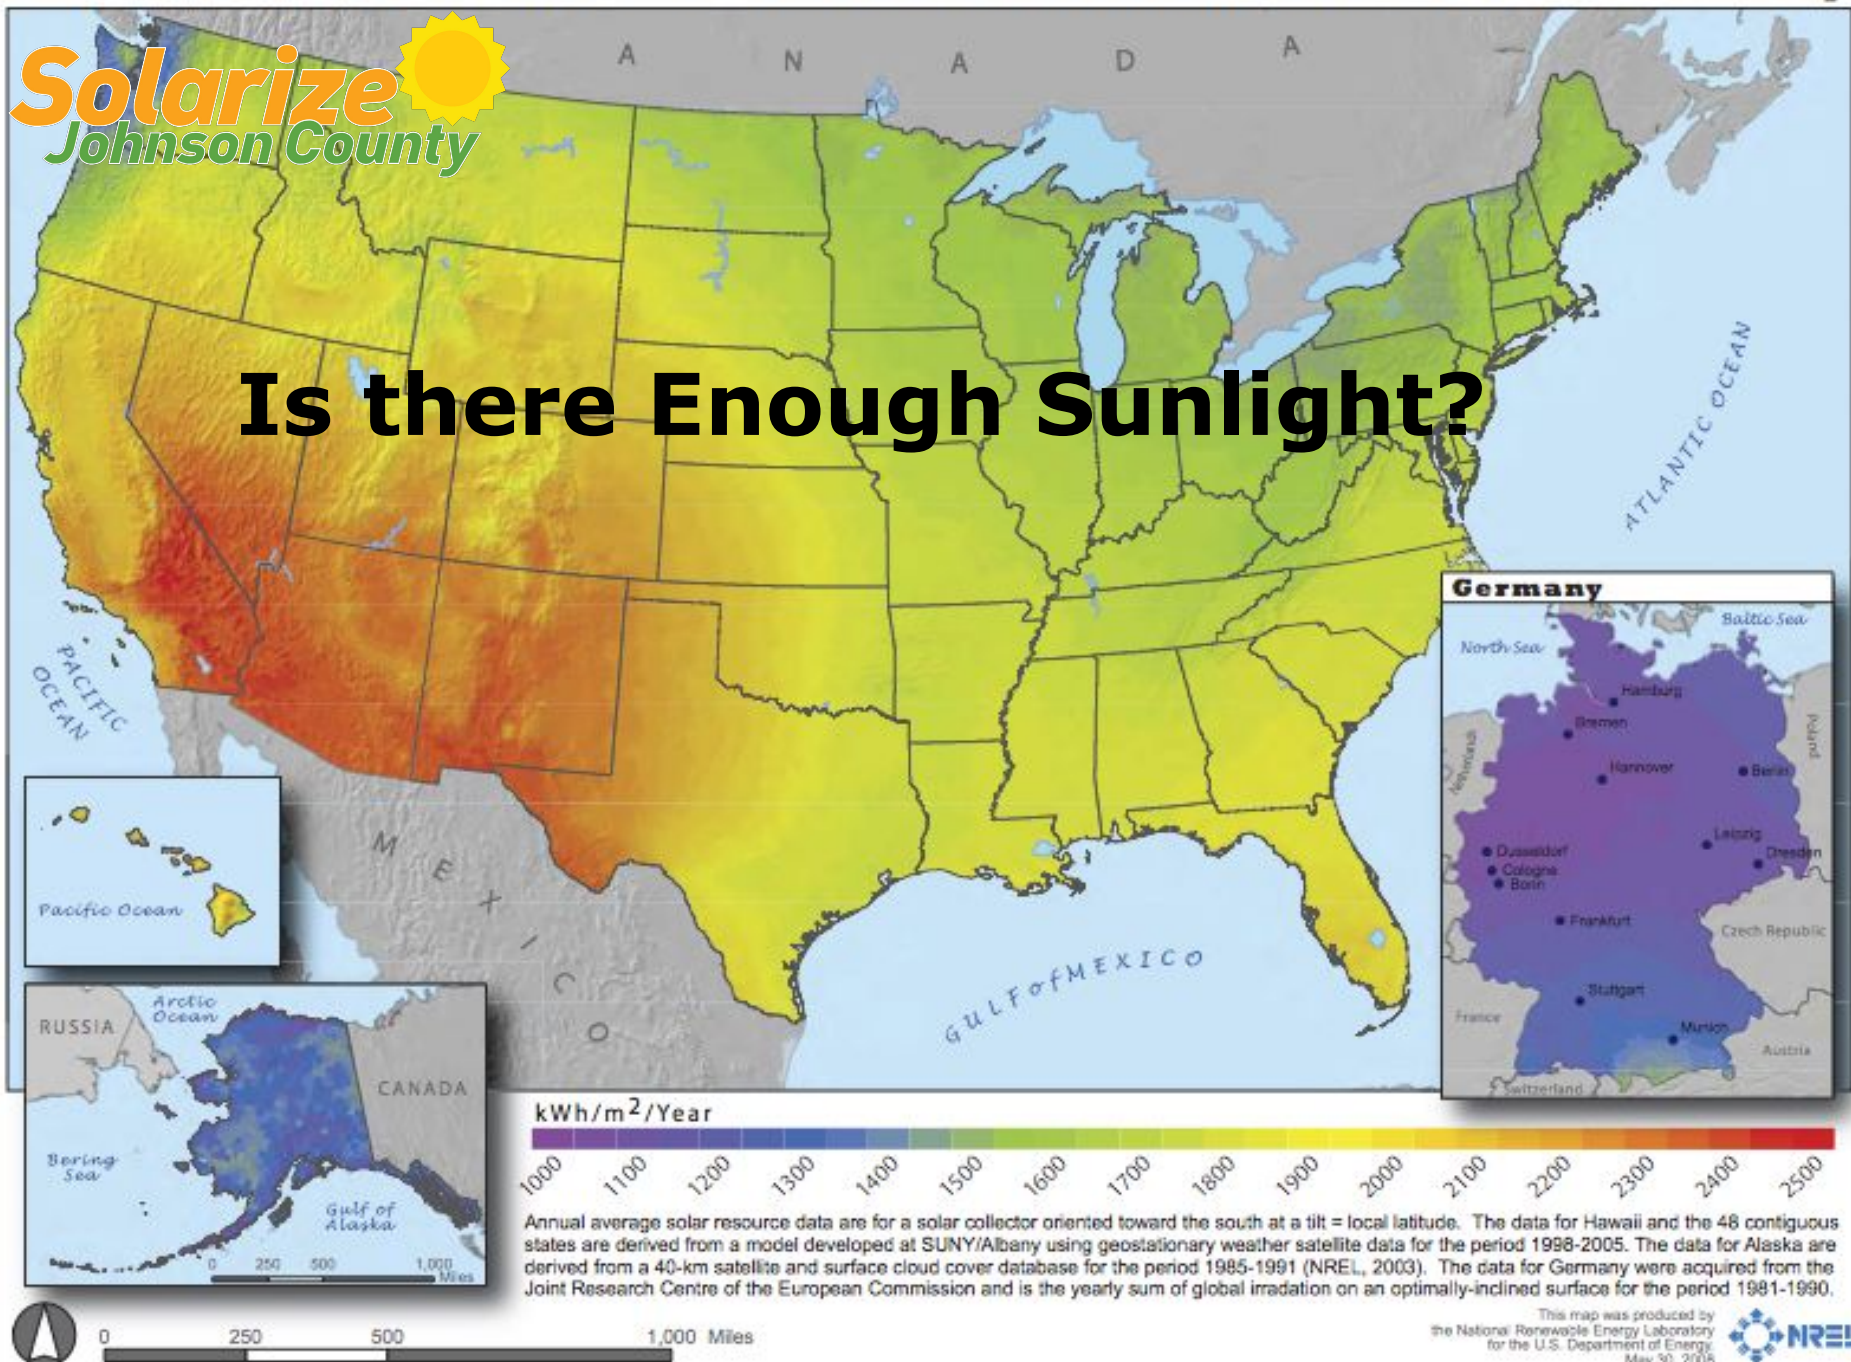 Solarize
Johnson County
A N A D A
Is there Enough Sunlight?
ATLANTIC OCEAN
PACIFIC
OCEAN
MEXICO
GULF of MEXICO
Pacific Ocean
Germany
Baltic Sea
North Sea
Hamburg
Bremen
Poland
Netherlands
Hannover
Berlin
Leipzig
Dusseldorf
Dresden
Cologne
Bonn
Frankfurt
Czech Republic
Stuttgart
France
Munich
Austria
Switzerland
Arctic
Ocean
RUSSIA
CANADA
Bering
Sea
Gulf of
Alaska
0 250 500 1,000
Miles
kWh/m2/Year
1000 1100 1200 1300 1400 1500 1600 1700 1800 1900 2000 2100 2200 2300 2400 2500
Annual average solar resource data are for a solar collector oriented toward the south at a tilt = local latitude. The data for Hawaii and the 48 contiguous
states are derived from a model developed at SUNY/Albany using geostationary weather satellite data for the period 1998-2005. The data for Alaska are
derived from a 40-km satellite and surface cloud cover database for the period 1985-1991 (NREL, 2003). The data for Germany were acquired from the
Joint Research Centre of the European Commission and is the yearly sum of global irradation on an optimally-inclined surface for the period 1981-1990.
0 250 500 1,000 Miles
This map was produced by
the National Renewable Energy Laboratory
for the U.S. Department of Energy.
May 30, 2008
NREL